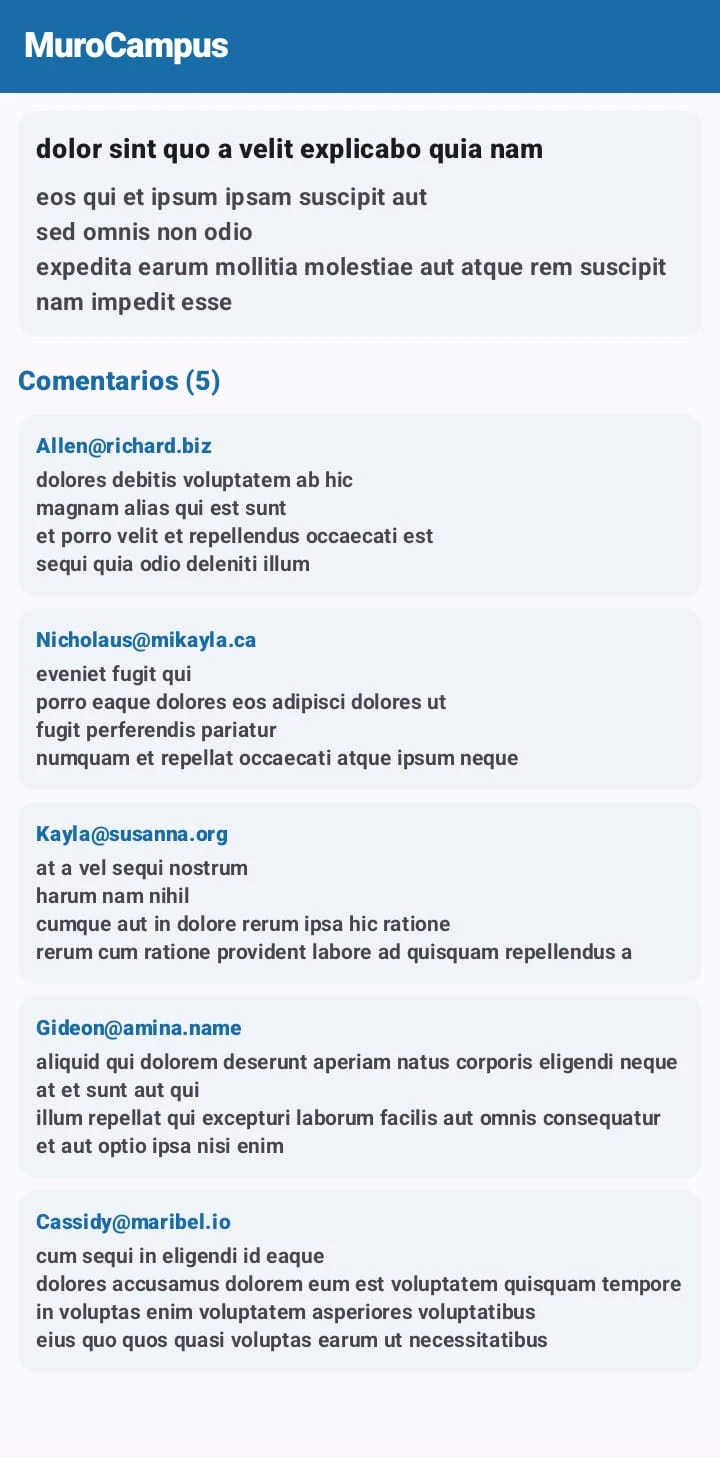 MuroCampus
dolor sint quo a velit explicabo quia nam
eos qui et ipsum ipsam suscipit aut
sed omnis non odio
expedita earum mollitia molestiae aut atque rem suscipit
nam impedit esse
Comentarios (5)
Allen@richard.biz
dolores debitis voluptatem ab hic
magnam alias qui est sunt
et porro velit et repellendus occaecati est
sequi quia odio deleniti illum
Nicholaus@mikayla.ca
eveniet fugit qui
porro eaque dolores eos adipisci dolores ut
fugit perferendis pariatur
numquam et repellat occaecati atque ipsum neque
Kayla@susanna.org
at a vel sequi nostrum
harum nam nihil
cumque aut in dolore rerum ipsa hic ratione
rerum cum ratione provident labore ad quisquam repellendus a
Gideon@amina.name
aliquid qui dolorem deserunt aperiam natus corporis eligendi neque
at et sunt aut qui
illum repellat qui excepturi laborum facilis aut omnis consequatur
et aut optio ipsa nisi enim
Cassidy@maribel.io
cum sequi in eligendi id eaque
dolores accusamus dolorem eum est voluptatem quisquam tempore
in voluptas enim voluptatem asperiores voluptatibus
eius quo quos quasi voluptas earum ut necessitatibus